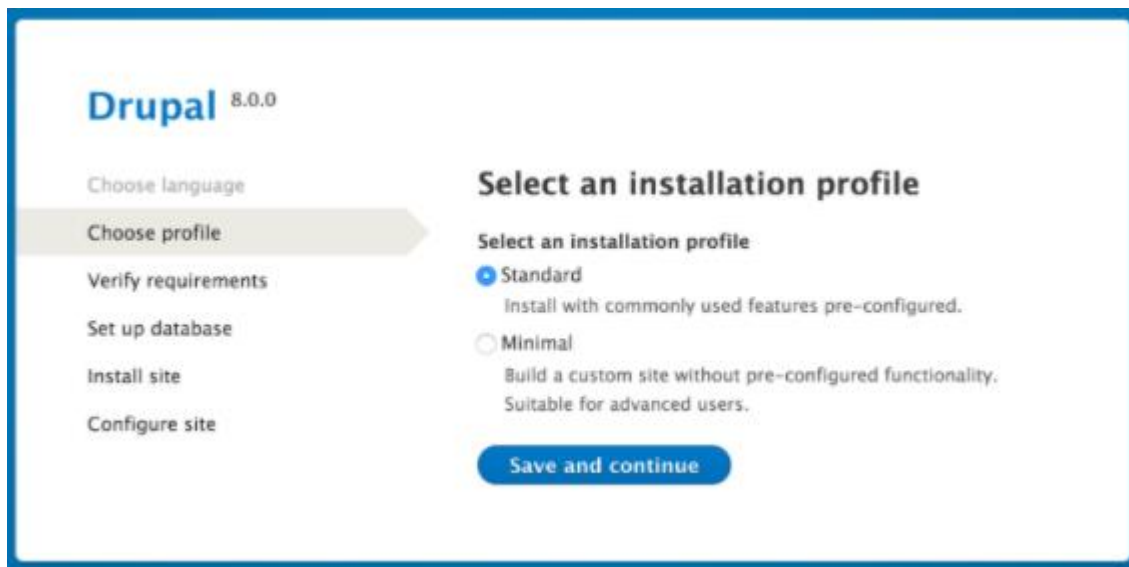 Drupal 8.0.0
Choose language
Choose profile
Verify requirements
Set up database
Install site
Configure site
Select an installation profile
Select an installation profile
Standard
Install with commonly used features pre-configured.
Minimal
Build a custom site without pre-configured functionality.
Suitable for advanced users.
Save and continue